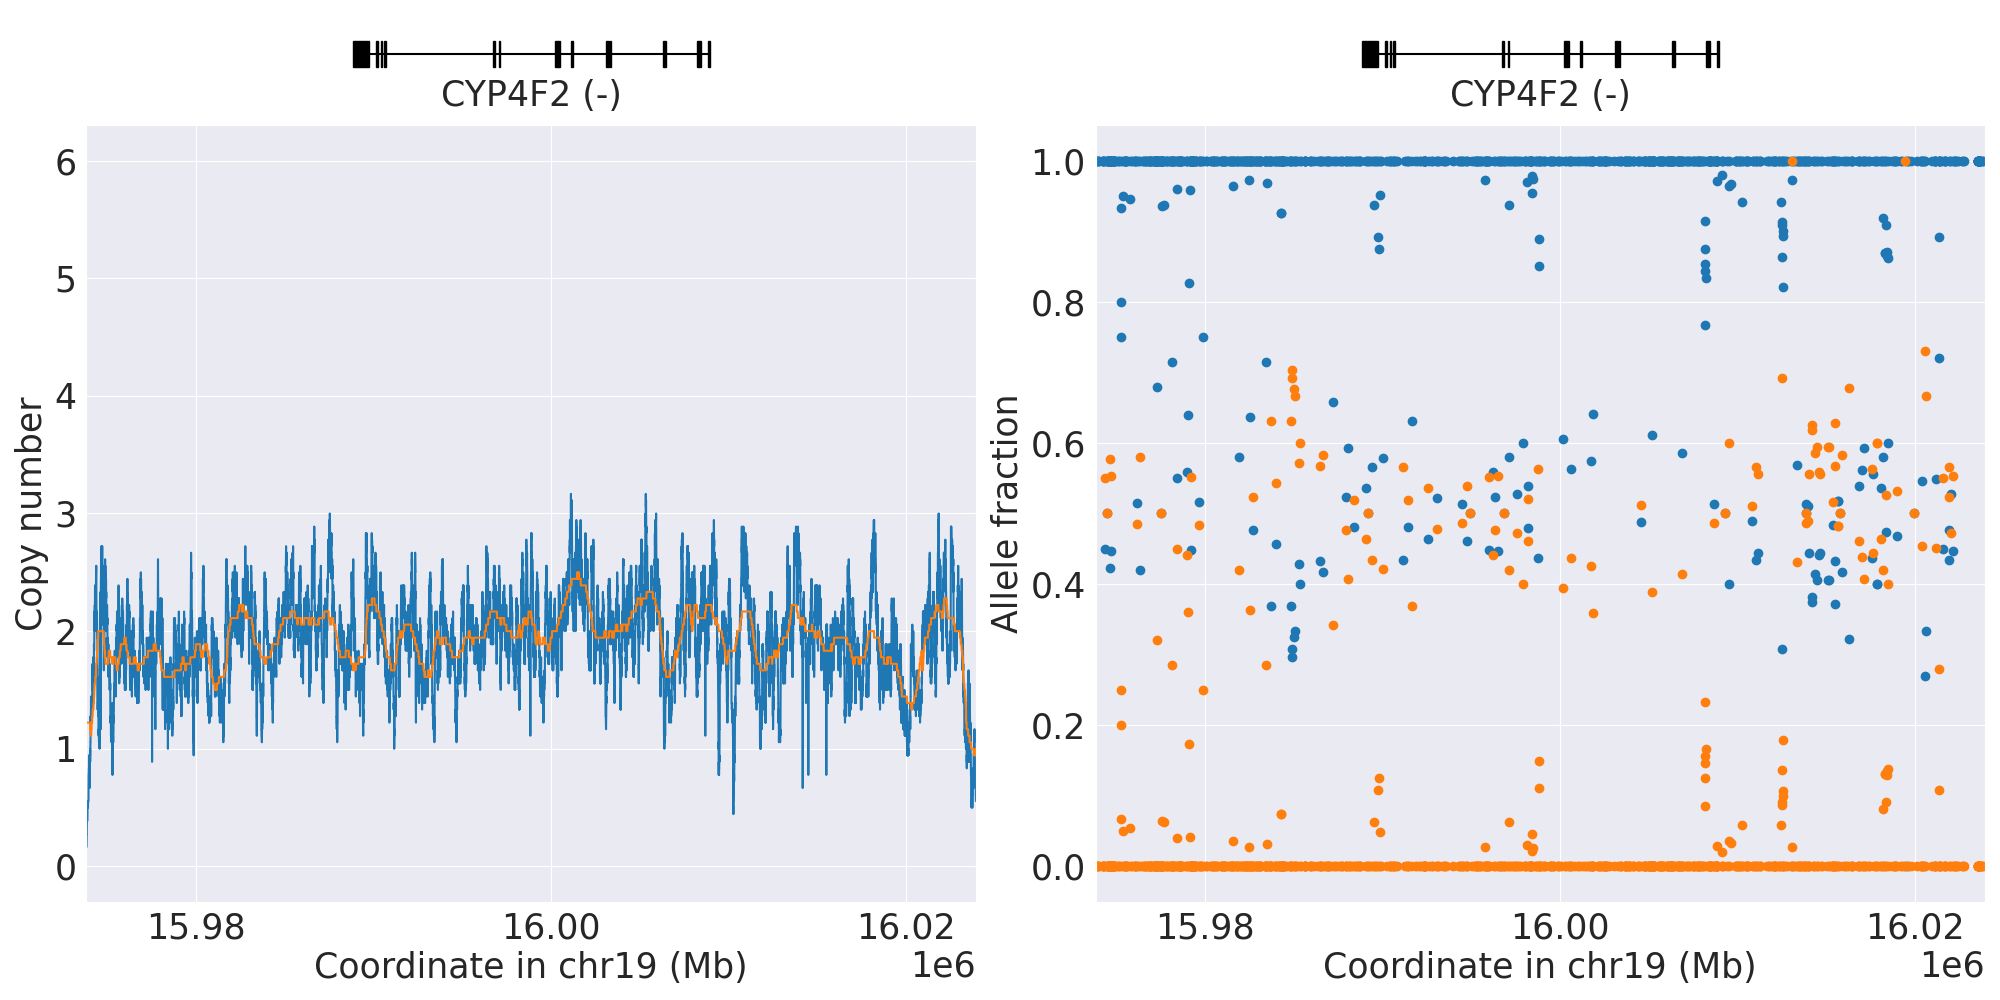 CYP4F2 (-)
6
5
4
3
2
1
0
Copy number
15.98 16.00 16.02
Coordinate in chr19 (Mb) 1e6
CYP4F2 (-)
1.0
0.8
0.6
0.4
0.2
0.0
Allele fraction
15.98 16.00 16.02
Coordinate in chr19 (Mb) 1e6